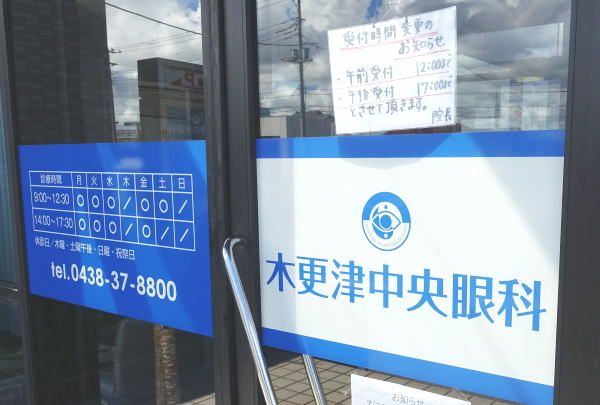 受付時間変更の
お知らせ
・午前受付 12:00まで
・午後受付 17:00まで
とさせて頂きます。
院長
診療時間 月 火 水 木 金 土 日
9:00〜12:30 ○ ○ ○ / ○ ○ /
14:00〜17:30 ○ ○ ○ / ○ / /
休診日／木曜・土曜午後・日曜・祝祭日
tel.0438-37-8800
木更津中央眼科
お知らせ